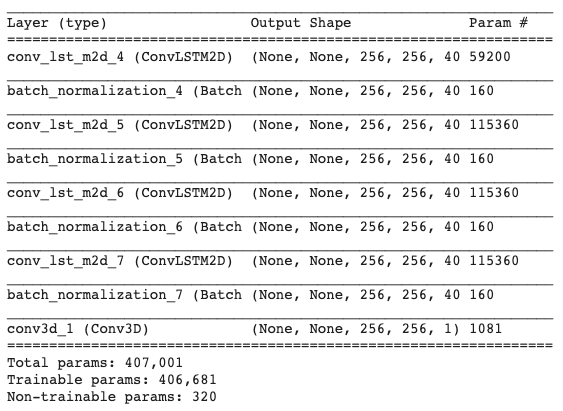 Layer (type)                 Output Shape              Param #
=================================================================
conv_lst_m2d_4 (ConvLSTM2D)  (None, None, 256, 256, 40 59200
_________________________________________________________________
batch_normalization_4 (Batch (None, None, 256, 256, 40 160
_________________________________________________________________
conv_lst_m2d_5 (ConvLSTM2D)  (None, None, 256, 256, 40 115360
_________________________________________________________________
batch_normalization_5 (Batch (None, None, 256, 256, 40 160
_________________________________________________________________
conv_lst_m2d_6 (ConvLSTM2D)  (None, None, 256, 256, 40 115360
_________________________________________________________________
batch_normalization_6 (Batch (None, None, 256, 256, 40 160
_________________________________________________________________
conv_lst_m2d_7 (ConvLSTM2D)  (None, None, 256, 256, 40 115360
_________________________________________________________________
batch_normalization_7 (Batch (None, None, 256, 256, 40 160
_________________________________________________________________
conv3d_1 (Conv3D)            (None, None, 256, 256, 1) 1081
=================================================================
Total params: 407,001
Trainable params: 406,681
Non-trainable params: 320